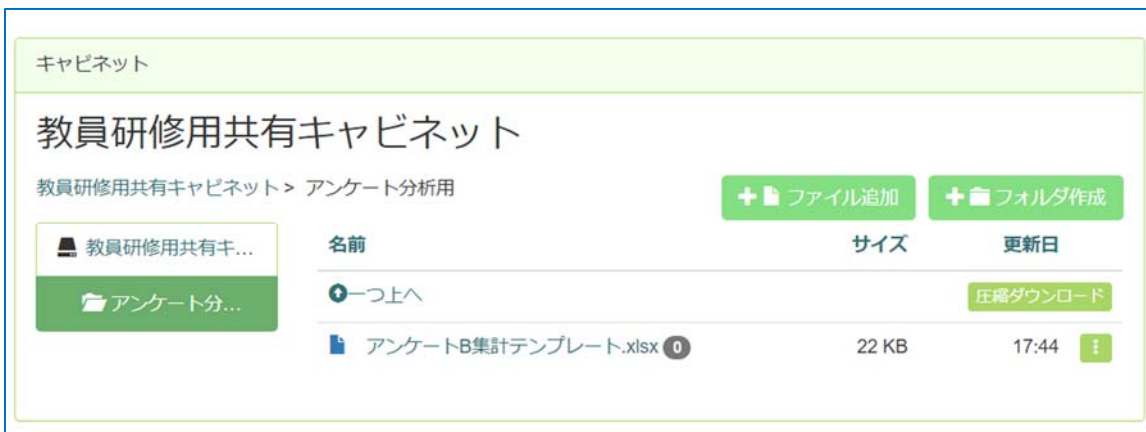 キャビネット
教員研修用共有キャビネット
教員研修用共有キャビネット > アンケート分析用
ファイル追加 フォルダ作成
教員研修用共有キ...
アンケート分...
名前 サイズ 更新日
一つ上へ 圧縮ダウンロード
アンケートB集計テンプレート.xlsx 0 22 KB 17:44